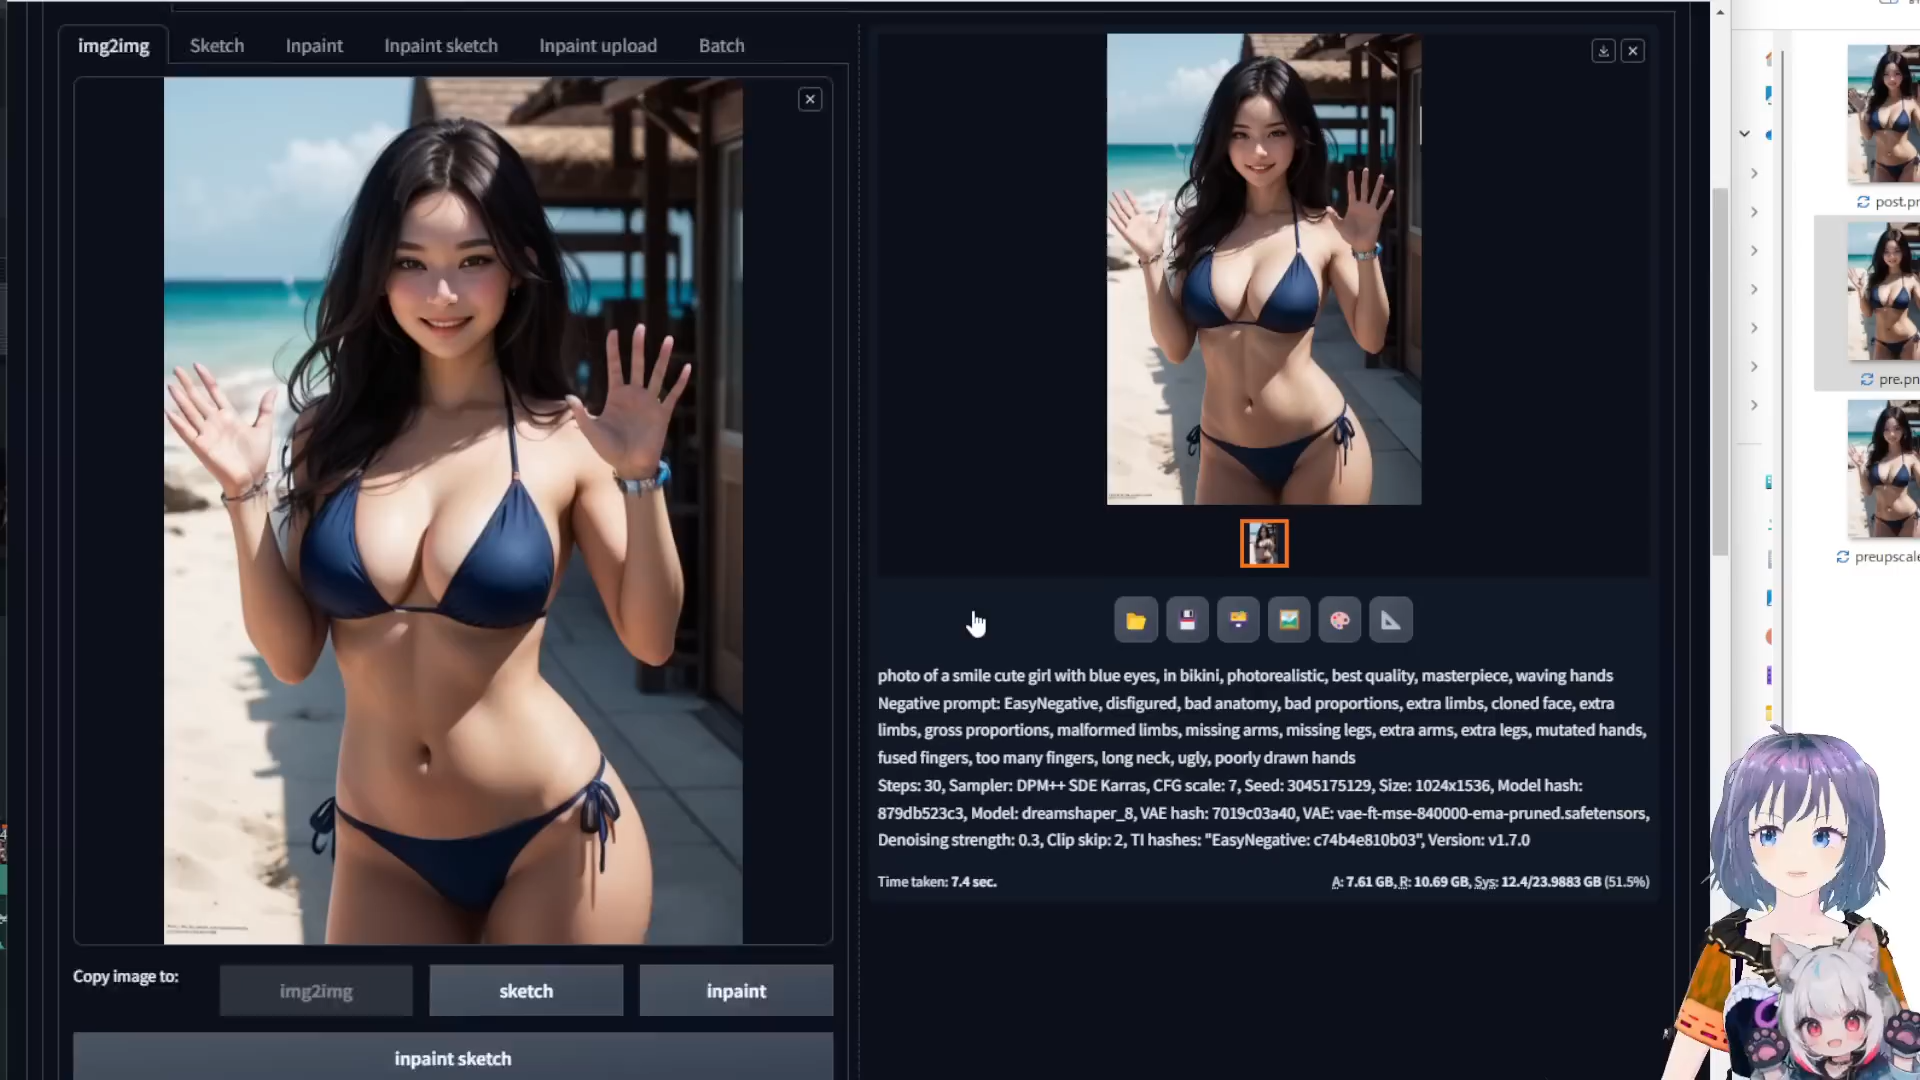 img2img Sketch Inpaint Inpaint sketch Inpaint upload Batch
post.pr
pre.pn
preupscale
photo of a smile cute girl with blue eyes, in bikini, photorealistic, best quality, masterpiece, waving hands
Negative prompt: EasyNegative, disfigured, bad anatomy, bad proportions, extra limbs, cloned face, extra
limbs, gross proportions, malformed limbs, missing arms, missing legs, extra arms, extra legs, mutated hands,
fused fingers, too many fingers, long neck, ugly, poorly drawn hands
Steps: 30, Sampler: DPM++ SDE Karras, CFG scale: 7, Seed: 3045175129, Size: 1024x1536, Model hash:
879db523c3, Model: dreamshaper_8, VAE hash: 7019c03a40, VAE: vae-ft-mse-840000-ema-pruned.safetensors,
Denoising strength: 0.3, Clip skip: 2, TI hashes: "EasyNegative: c74b4e810b03", Version: v1.7.0
Time taken: 7.4 sec. A: 7.61 GB, R: 10.69 GB, Sys: 12.4/23.9883 GB (51.5%)
Copy image to: img2img sketch inpaint
inpaint sketch